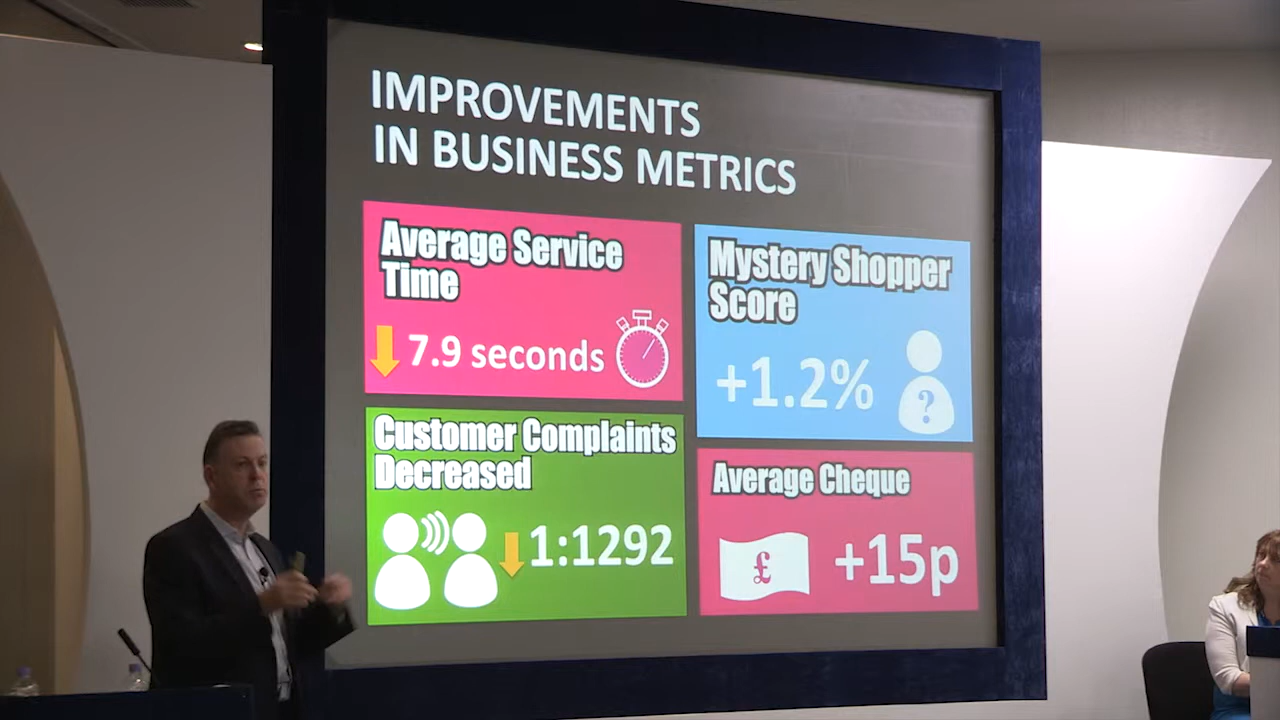 IMPROVEMENTS
IN BUSINESS METRICS
Average Service
Time
7.9 seconds
Mystery Shopper
Score
+1.2%
?
Customer Complaints
Decreased
1:1292
Average Cheque
£
+15p